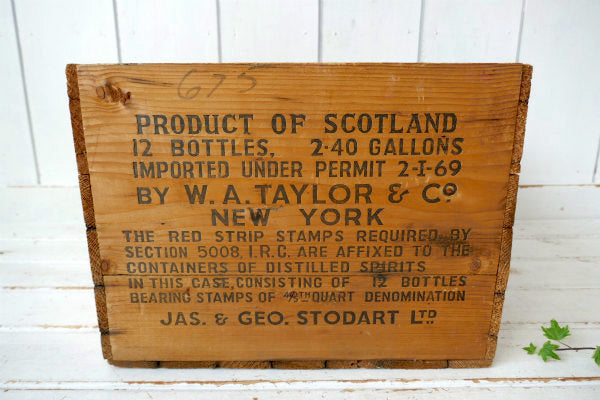 675
PRODUCT OF SCOTLAND
12 BOTTLES, 2·40 GALLONS
IMPORTED UNDER PERMIT 2-I-69
BY W. A. TAYLOR & Cº
NEW YORK
THE RED STRIP STAMPS REQUIRED BY
SECTION 5008, I.R.C. ARE AFFIXED TO THE
CONTAINERS OF DISTILLED SPIRITS
IN THIS CASE, CONSISTING OF 12 BOTTLES
BEARING STAMPS OF 4/5TH QUART DENOMINATION
JAS. & GEO. STODART LTD